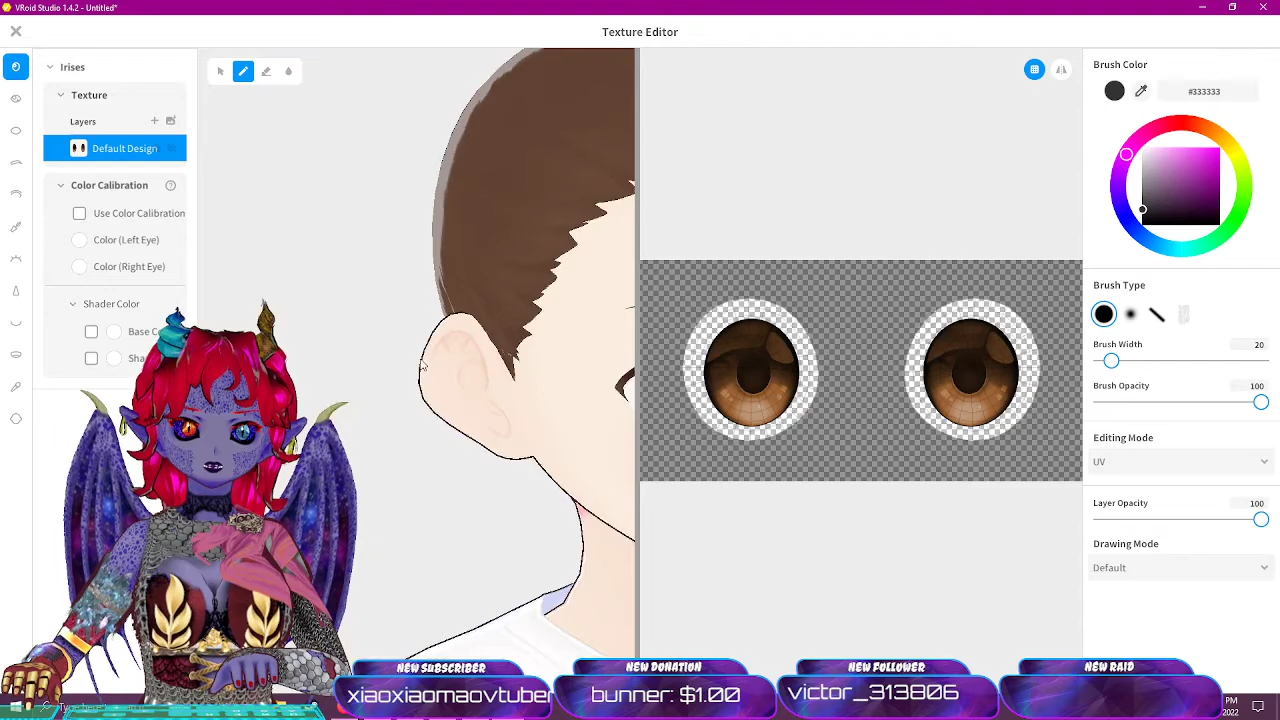 VRoid Studio 1.4.2 - Untitled*
Texture Editor
Irises
Texture
Layers
Default Design
Color Calibration
Use Color Calibration
Color (Left Eye)
Color (Right Eye)
Shader Color
Base C
Sha
Brush Color
#333333
Brush Type
Brush Width
20
Brush Opacity
100
Editing Mode
UV
Layer Opacity
100
Drawing Mode
Default
NEW SUBSCRIBER
xiaoxiaomaovtuber
NEW DONATION
bunner: $1.00
NEW FOLLOWER
victor_313806
NEW RAID
PM
2022